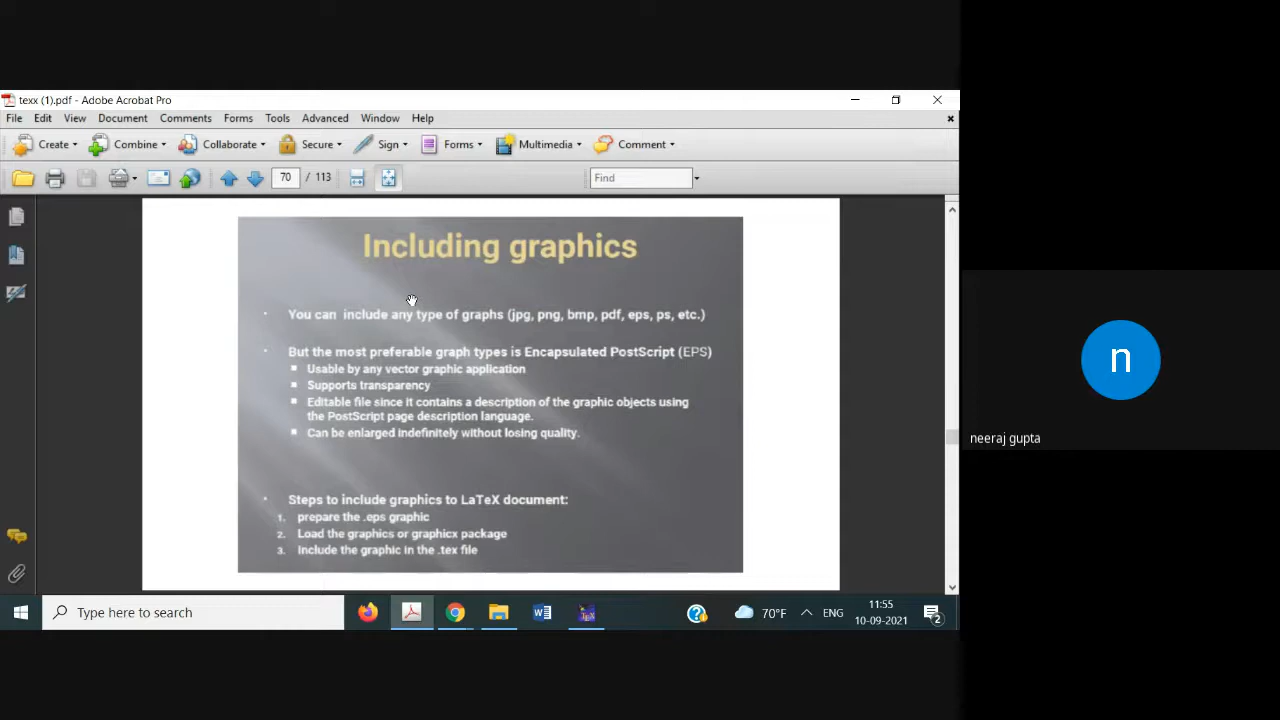 texx (1).pdf - Adobe Acrobat Pro
File Edit View Document Comments Forms Tools Advanced Window Help
Create Combine Collaborate Secure Sign Forms Multimedia Comment
70 / 113 Find
Including graphics
• You can include any type of graphs (jpg, png, bmp, pdf, eps, ps, etc.)
• But the most preferable graph types is Encapsulated PostScript (EPS)
▪ Usable by any vector graphic application
▪ Supports transparency
▪ Editable file since it contains a description of the graphic objects using
the PostScript page description language.
▪ Can be enlarged indefinitely without losing quality.
• Steps to include graphics to LaTeX document:
1. prepare the .eps graphic
2. Load the graphics or graphicx package
3. Include the graphic in the .tex file
n
neeraj gupta
Type here to search
70°F ENG
11:55
10-09-2021
2